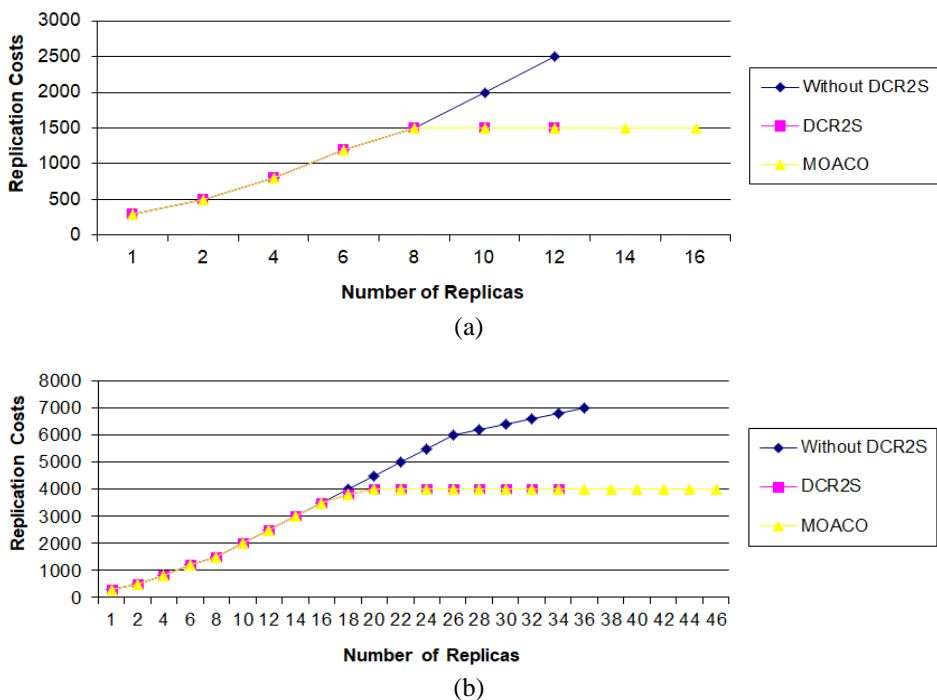 3000
2500
2000
1500
1000
500
0
Replication Costs
1 2 4 6 8 10 12 14 16
Number of Replicas
Without DCR2S
DCR2S
MOACO
(a)
8000
7000
6000
5000
4000
3000
2000
1000
0
Replication Costs
1 2 4 6 8 10 12 14 16 18 20 22 24 26 28 30 32 34 36 38 40 42 44 46
Number of Replicas
Without DCR2S
DCR2S
MOACO
(b)